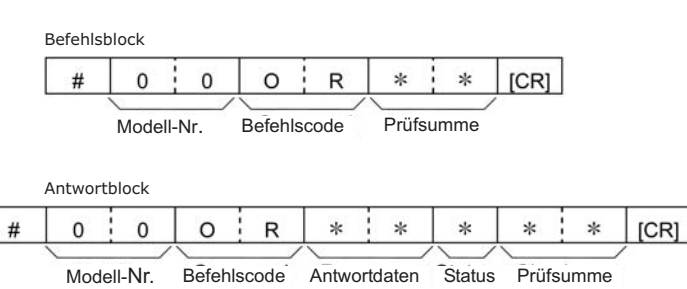 Befehlsblock
# 0 0 O R * * [CR]
Modell-Nr. Befehlscode Prüfsumme
Antwortblock
# 0 0 O R * * * * * [CR]
Modell-Nr. Befehlscode Antwortdaten Status Prüfsumme